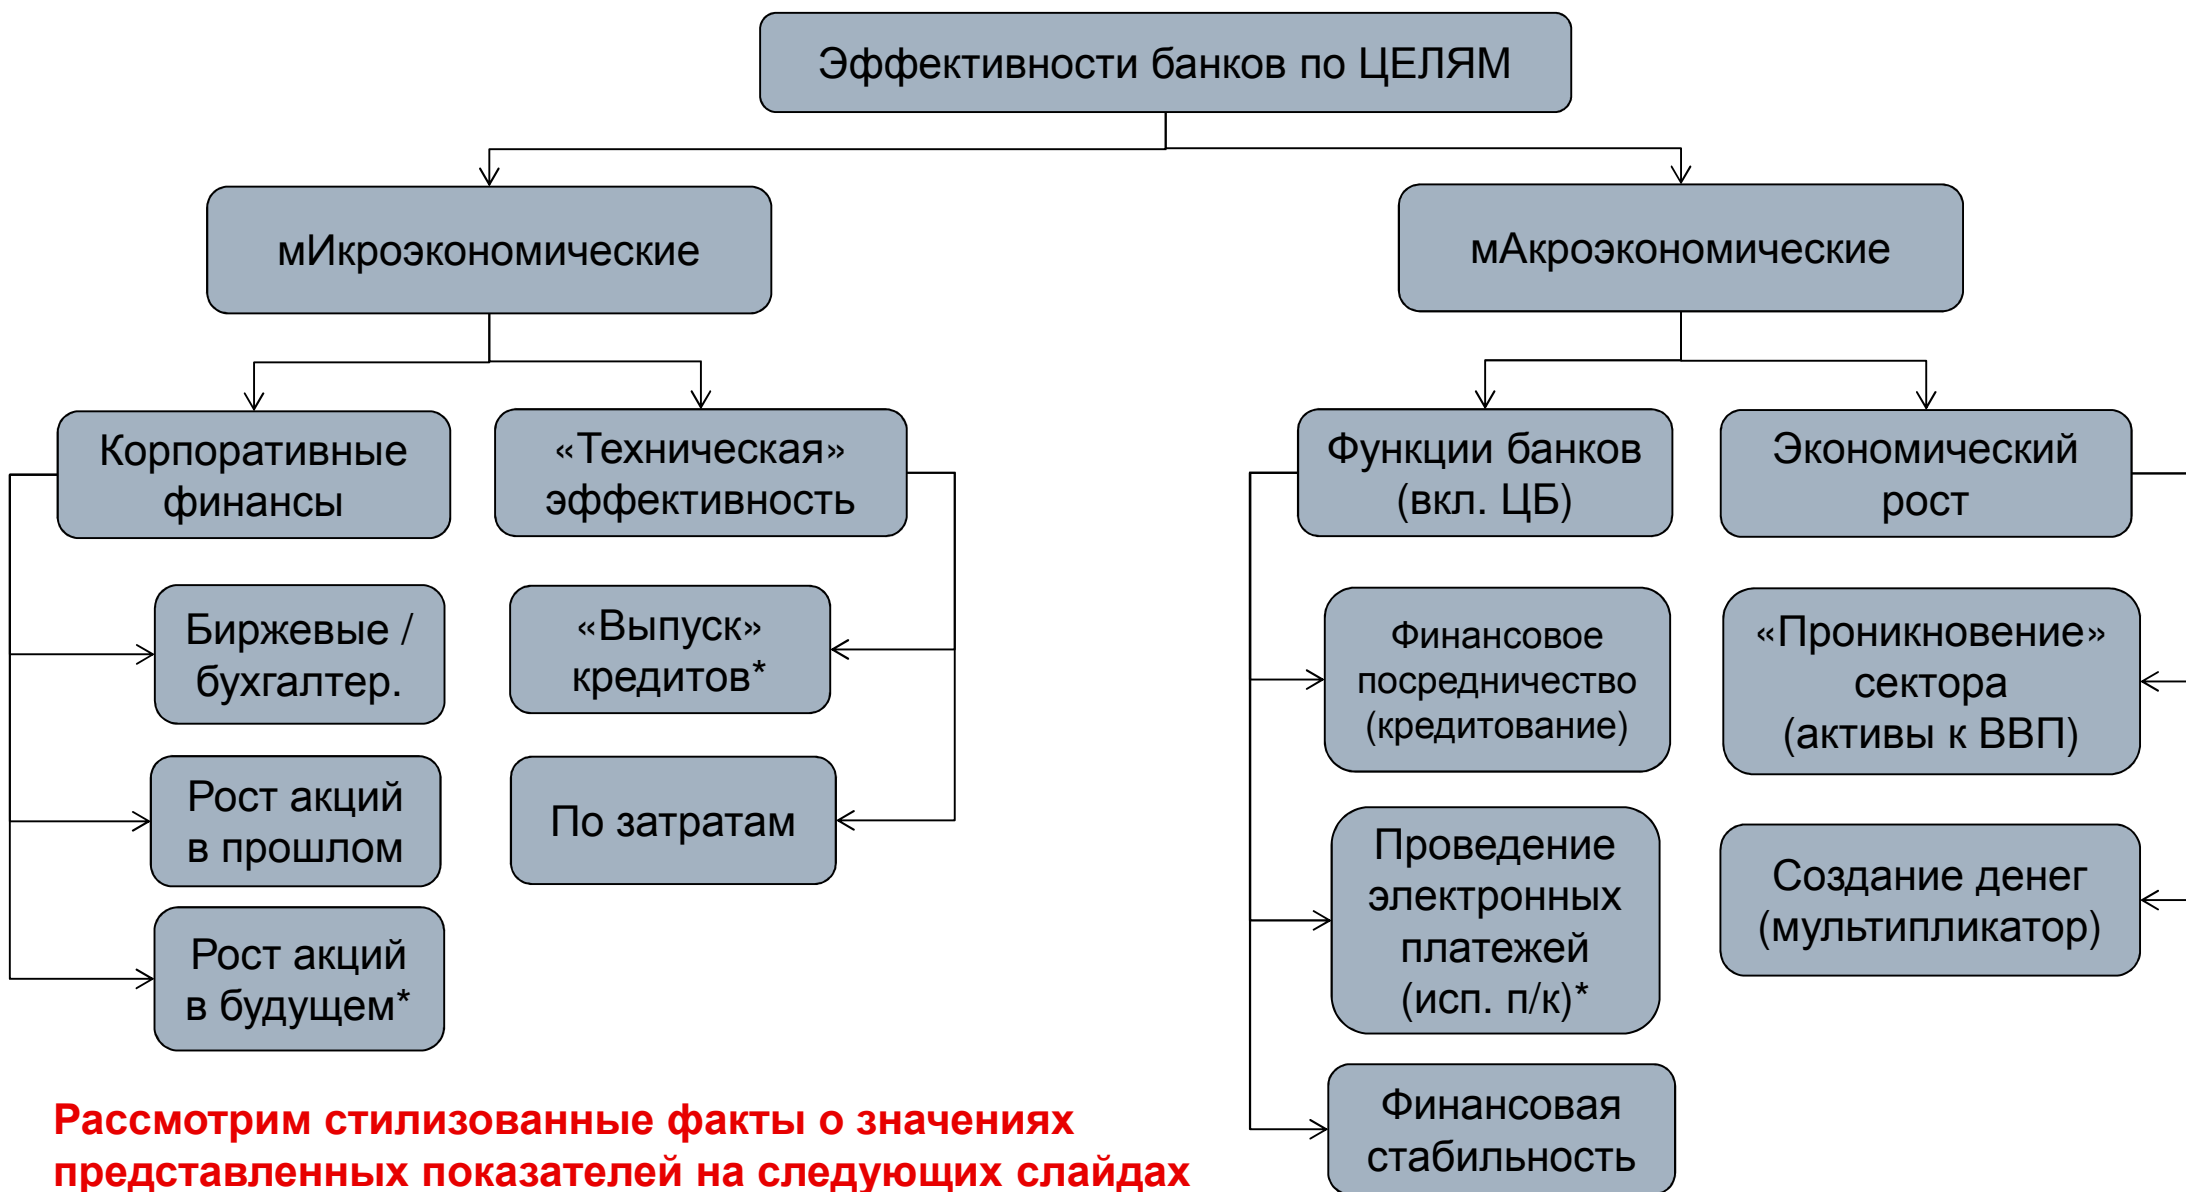 Эффективности банков по ЦЕЛЯМ
мИкроэкономические
мАкроэкономические
Корпоративные
финансы
«Техническая»
эффективность
Функции банков
(вкл. ЦБ)
Экономический
рост
Биржевые /
бухгалтер.
Рост акций
в прошлом
Рост акций
в будущем*
«Выпуск»
кредитов*
По затратам
Финансовое
посредничество
(кредитование)
Проведение
электронных
платежей
(исп. п/к)*
Финансовая
стабильность
«Проникновение»
сектора
(активы к ВВП)
Создание денег
(мультипликатор)
Рассмотрим стилизованные факты о значениях
представленных показателей на следующих слайдах